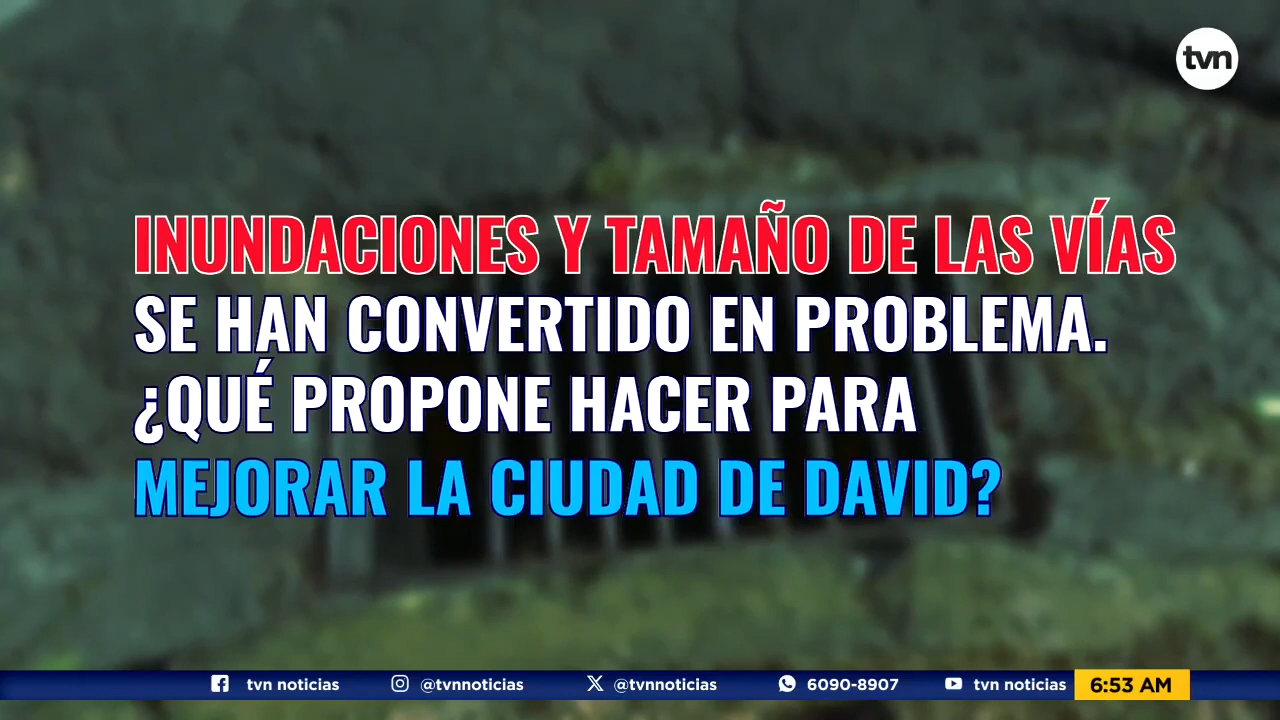 tvn
INUNDACIONES Y TAMAÑO DE LAS VÍAS
SE HAN CONVERTIDO EN PROBLEMA.
¿QUÉ PROPONE HACER PARA
MEJORAR LA CIUDAD DE DAVID?
tvn noticias @tvnnoticias @tvnnoticias 6090-8907 tvn noticias 6:53 AM